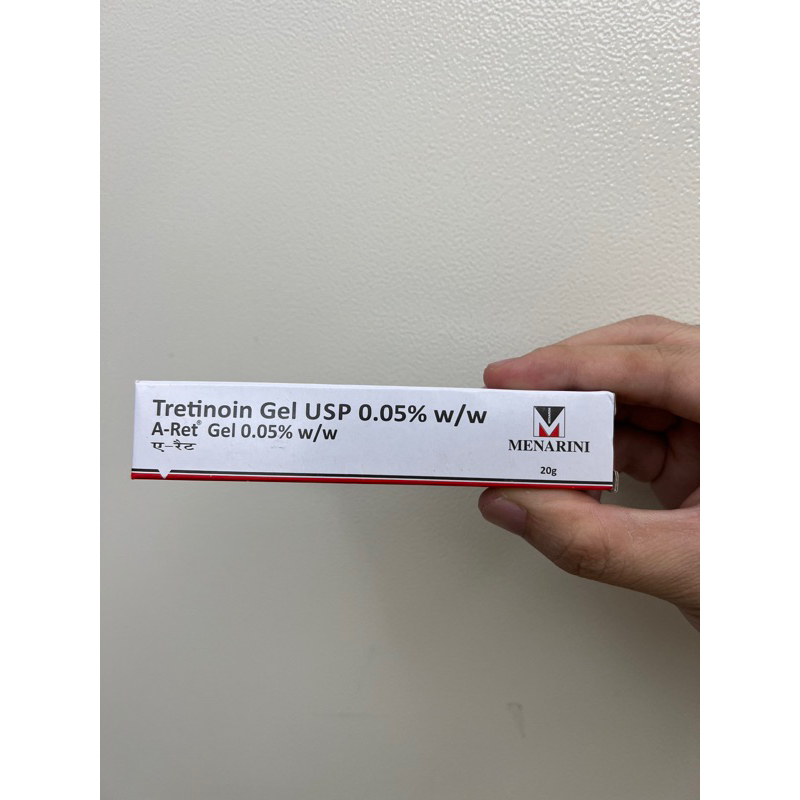 Tretinoin Gel USP 0.05% w/w
A-Ret® Gel 0.05% w/w
ए-रैट
MENARINI
20g